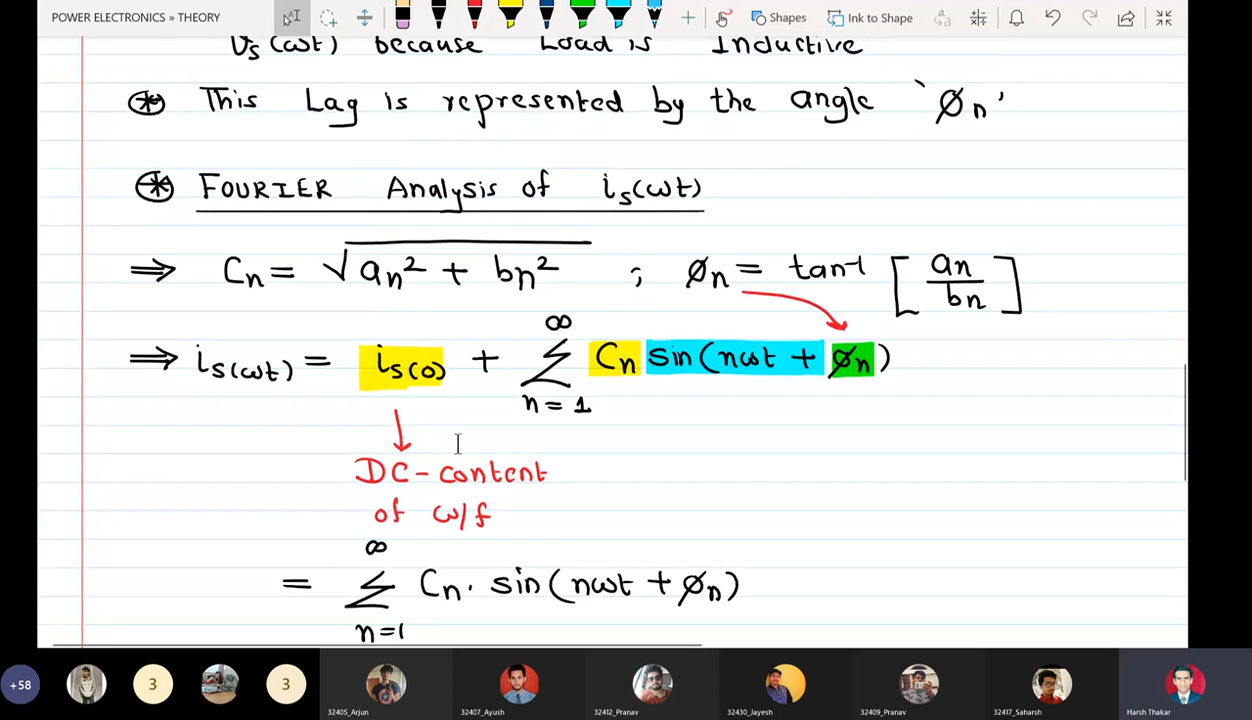 POWER ELECTRONICS » THEORY
Shapes
Ink to Shape
Vs(ωt) because Load is Inductive
This Lag is represented by the angle 'Øn'
FOURIER Analysis of is(ωt)
⇒ Cn = √an² + bn² ; Øn = tan-1 [an/bn]
⇒ is(ωt) = is(0) + ∞ Σ n = 1 Cn sin(nωt + Øn)
DC-content
of w/f
= ∞ Σ n=1 Cn. sin(nωt + Øn)
+58
3
3
32405_Arjun
32407_Ayush
32412_Pranav
32430_Jayesh
32409_Pranav
32417_Saharsh
Harsh Thakar